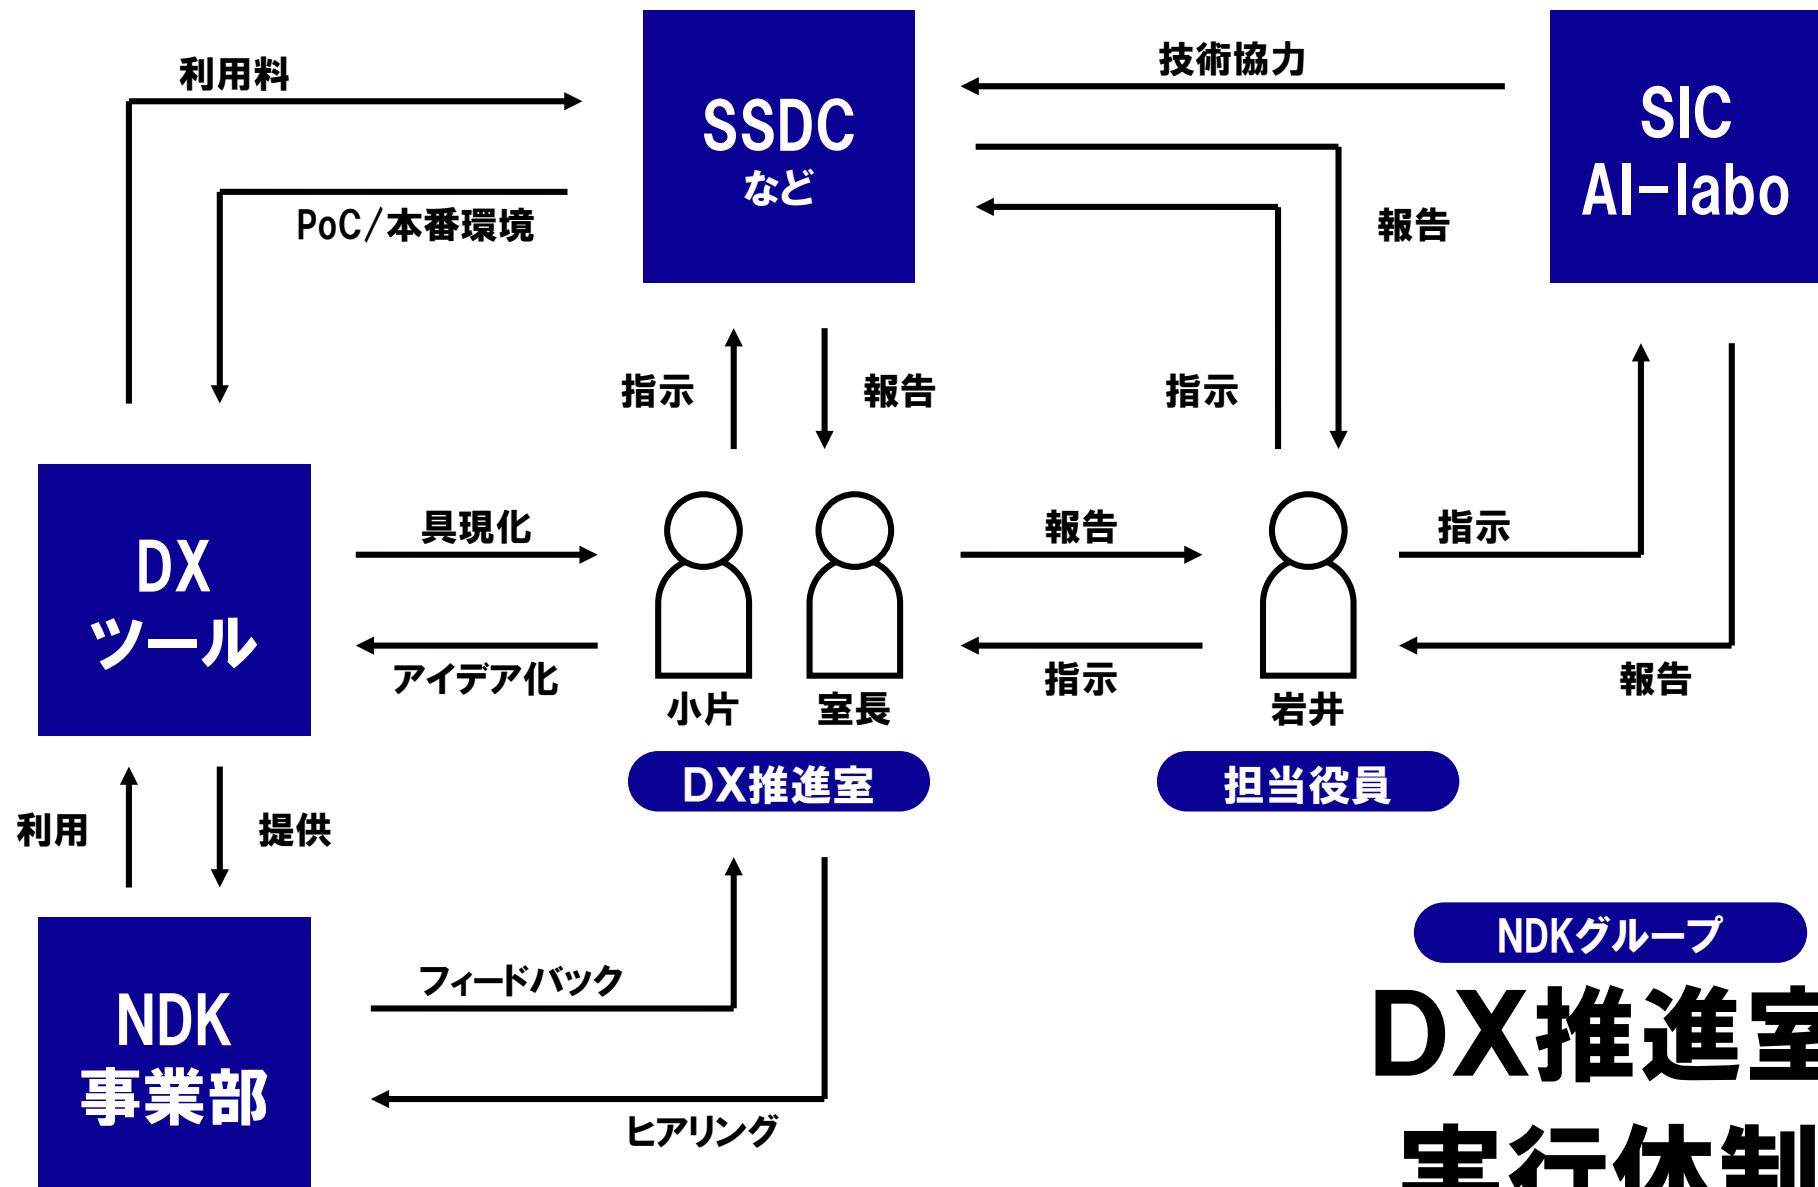 利用料
PoC/本番環境
SSDC
など
技術協力
SIC
AI-labo
報告
指示
報告
指示
DX
ツール
具現化
アイデア化
小片
室長
DX推進室
報告
指示
岩井
担当役員
指示
報告
利用
提供
NDK
事業部
フィードバック
ヒアリング
NDKグループ
DX推進室
実行体制